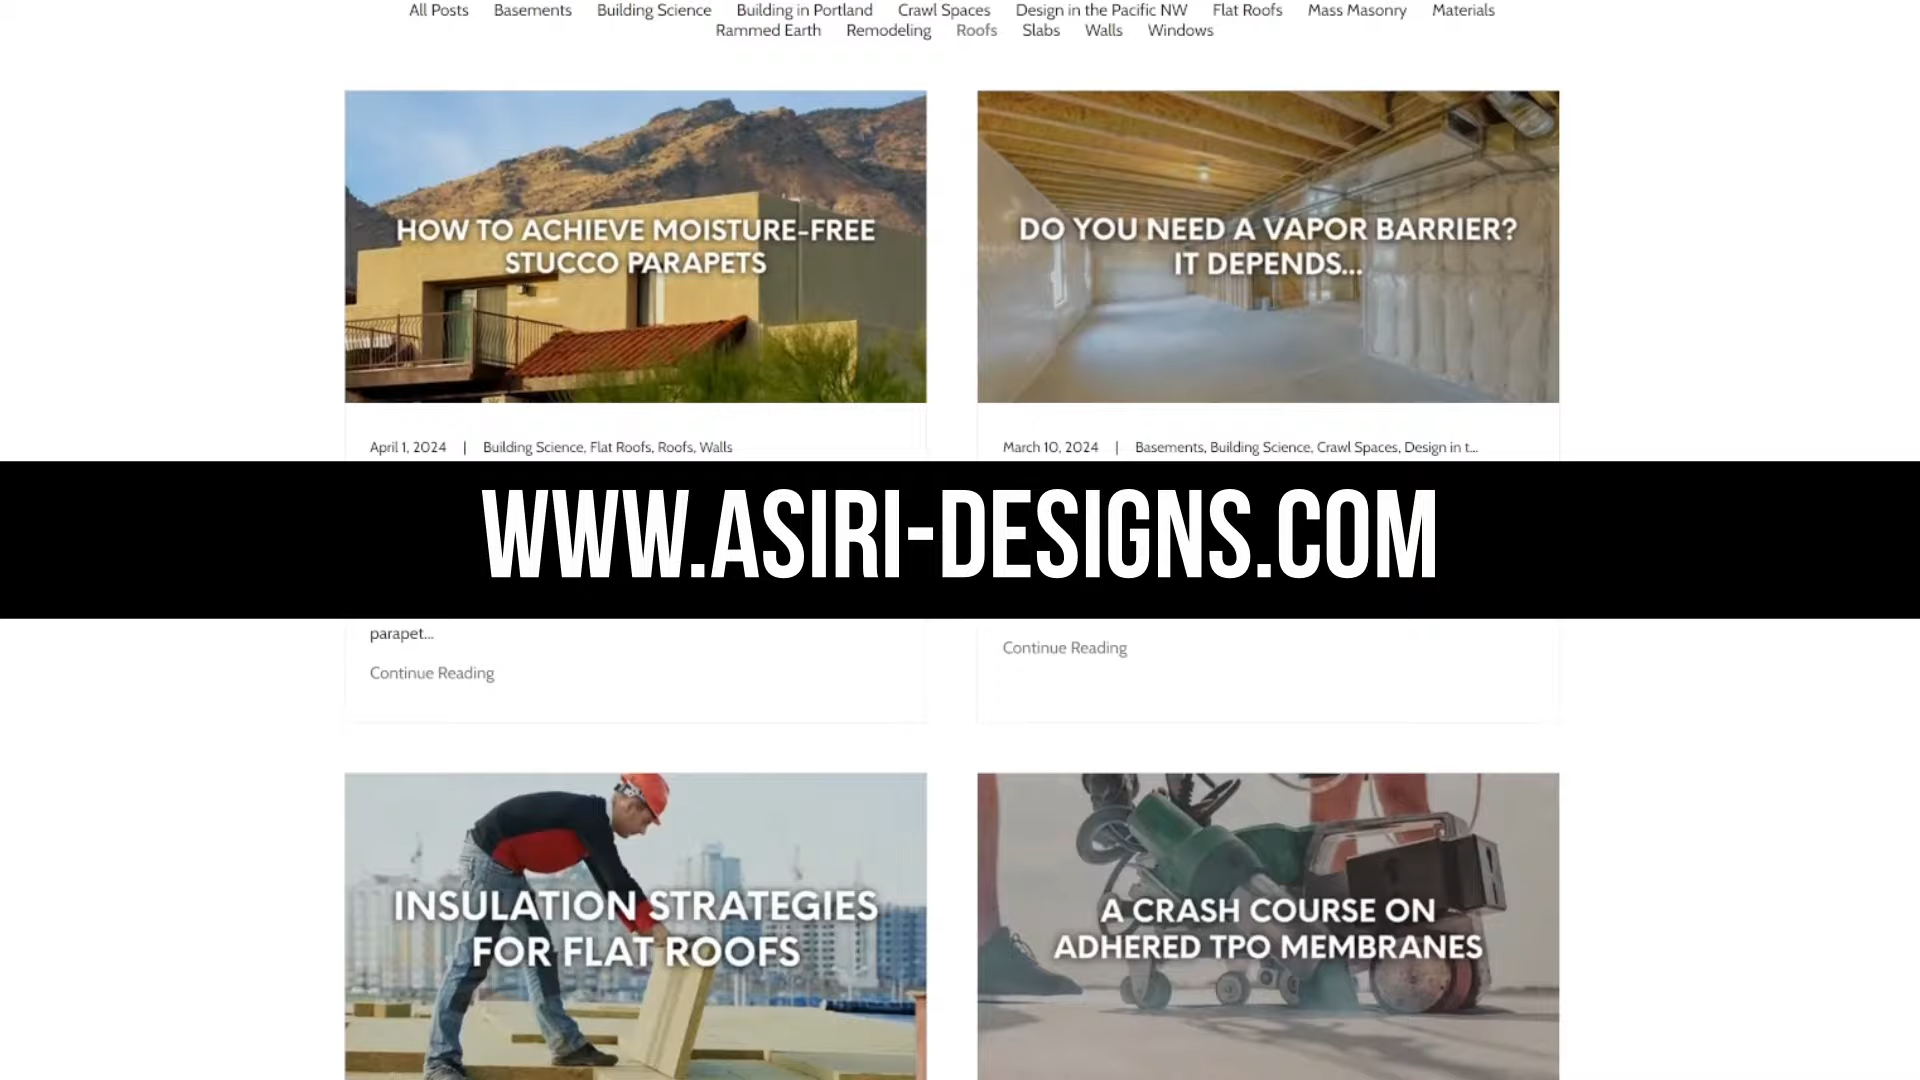 All Posts Basements Building Science Building in Portland Crawl Spaces Design in the Pacific NW Flat Roofs Mass Masonry Materials
Rammed Earth Remodeling Roofs Slabs Walls Windows
HOW TO ACHIEVE MOISTURE-FREE
STUCCO PARAPETS
DO YOU NEED A VAPOR BARRIER?
IT DEPENDS...
April 1, 2024 | Building Science, Flat Roofs, Roofs, Walls
March 10, 2024 | Basements, Building Science, Crawl Spaces, Design in t...
WWW.ASIRI-DESIGNS.COM
parapet...
Continue Reading
Continue Reading
INSULATION STRATEGIES
FOR FLAT ROOFS
A CRASH COURSE ON
ADHERED TPO MEMBRANES